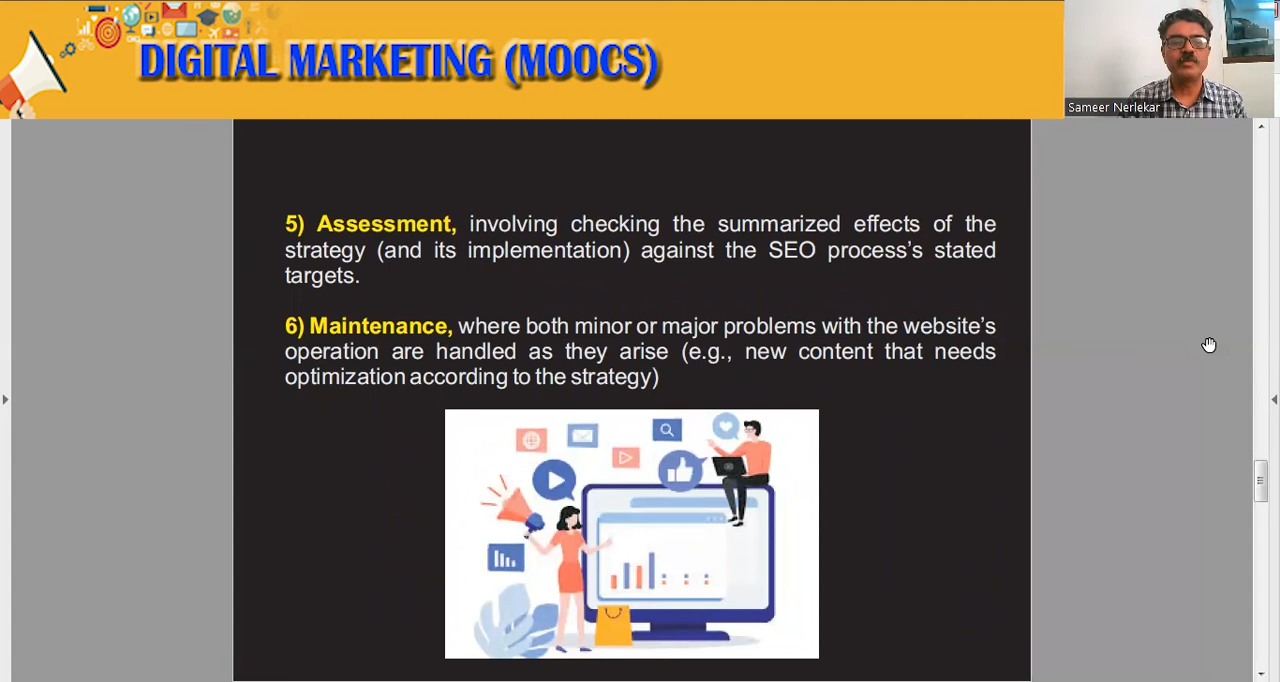 DIGITAL MARKETING (MOOCS)
Sameer Nerlekar
5) Assessment, involving checking the summarized effects of the
strategy (and its implementation) against the SEO process's stated
targets.
6) Maintenance, where both minor or major problems with the website's
operation are handled as they arise (e.g., new content that needs
optimization according to the strategy)